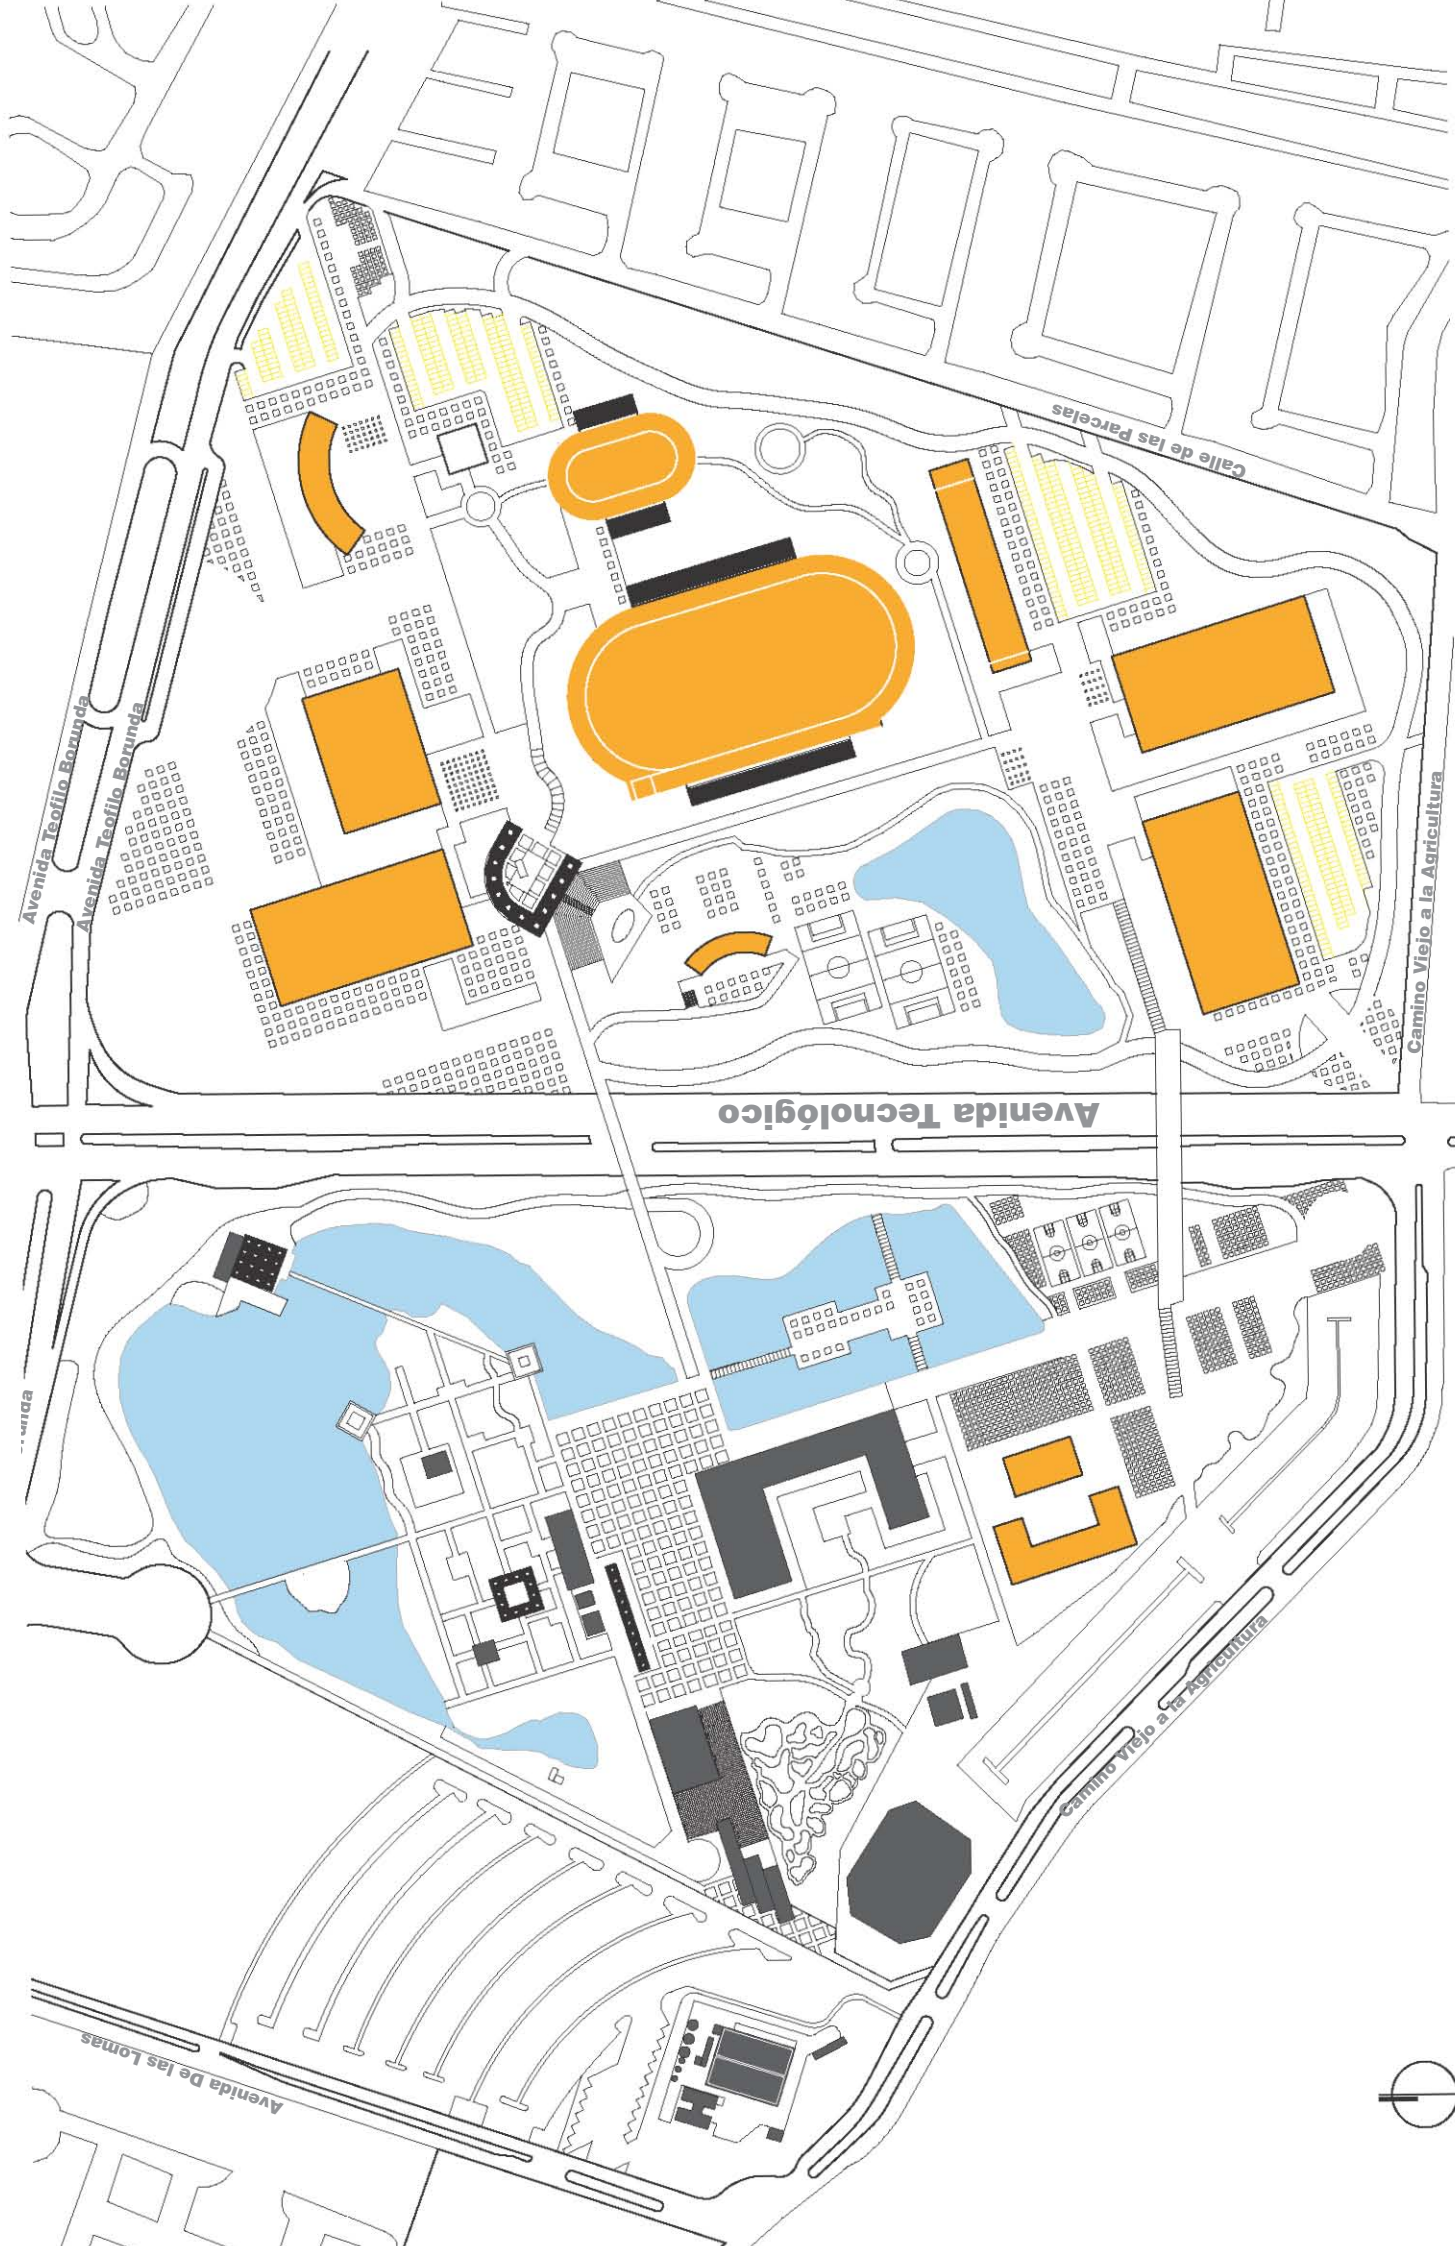 Calle de las Parcelas
Avenida Teofilo Borunda
Avenida Teofilo Borunda
Camino Viejo a la Agricultura
Avenida Tecnológico
Camino Viejo a la Agricultura
Avenida De las Lomas